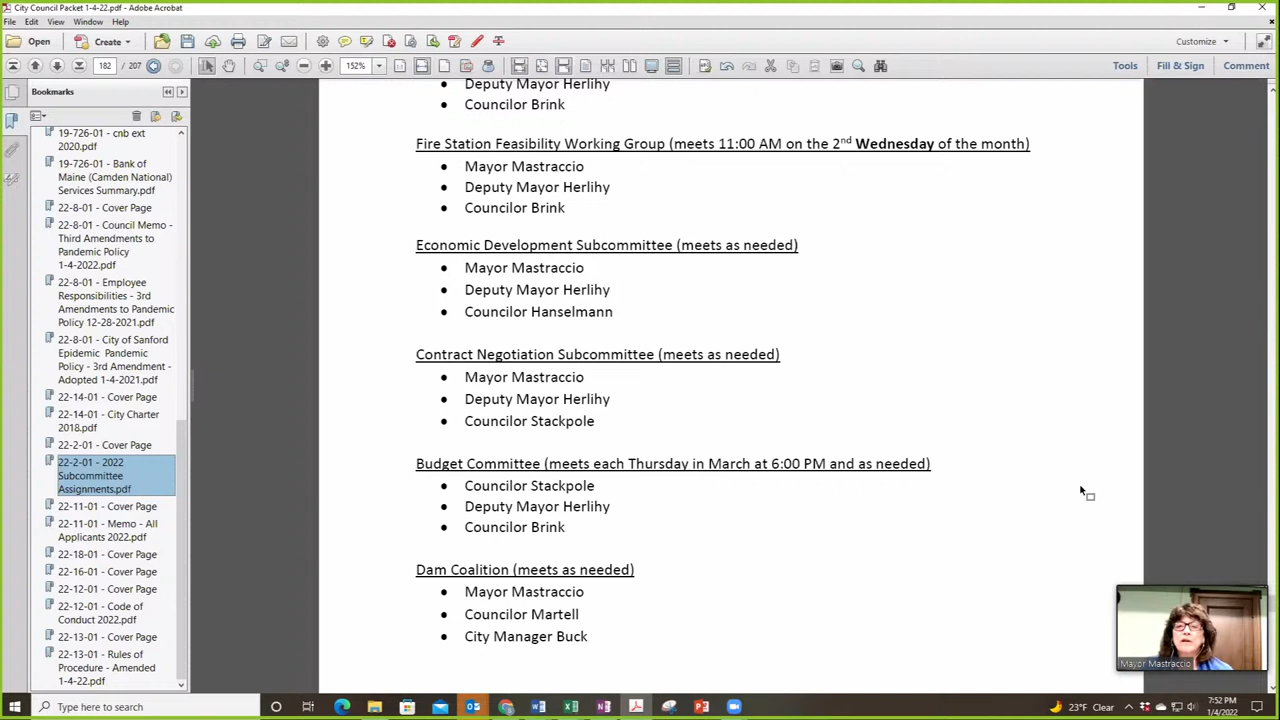 City Council Packet 1-4-22.pdf - Adobe Acrobat
File Edit View Window Help
Open Create Customize
182 / 207 152% Tools Fill & Sign Comment
Bookmarks
19-726-01 - cnb ext
2020.pdf
19-726-01 - Bank of
Maine (Camden National)
Services Summary.pdf
22-8-01 - Cover Page
22-8-01 - Council Memo -
Third Amendments to
Pandemic Policy
1-4-2022.pdf
22-8-01 - Employee
Responsibilities - 3rd
Amendments to Pandemic
Policy 12-28-2021.pdf
22-8-01 - City of Sanford
Epidemic Pandemic
Policy - 3rd Amendment -
Adopted 1-4-2021.pdf
22-14-01 - Cover Page
22-14-01 - City Charter
2018.pdf
22-2-01 - Cover Page
22-2-01 - 2022
Subcommittee
Assignments.pdf
22-11-01 - Cover Page
22-11-01 - Memo - All
Applicants 2022.pdf
22-18-01 - Cover Page
22-16-01 - Cover Page
22-12-01 - Cover Page
22-12-01 - Code of
Conduct 2022.pdf
22-13-01 - Cover Page
22-13-01 - Rules of
Procedure - Amended
1-4-22.pdf
• Deputy Mayor Herlihy
• Councilor Brink
Fire Station Feasibility Working Group (meets 11:00 AM on the 2nd Wednesday of the month)
• Mayor Mastraccio
• Deputy Mayor Herlihy
• Councilor Brink
Economic Development Subcommittee (meets as needed)
• Mayor Mastraccio
• Deputy Mayor Herlihy
• Councilor Hanselmann
Contract Negotiation Subcommittee (meets as needed)
• Mayor Mastraccio
• Deputy Mayor Herlihy
• Councilor Stackpole
Budget Committee (meets each Thursday in March at 6:00 PM and as needed)
• Councilor Stackpole
• Deputy Mayor Herlihy
• Councilor Brink
Dam Coalition (meets as needed)
• Mayor Mastraccio
• Councilor Martell
• City Manager Buck
Mayor Mastraccio
Type here to search
23°F Clear
7:52 PM
1/4/2022